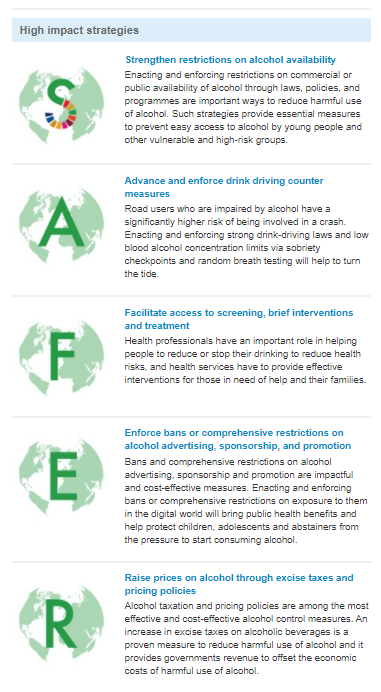 High impact strategies
S
Strengthen restrictions on alcohol availability
Enacting and enforcing restrictions on commercial or
public availability of alcohol through laws, policies, and
programmes are important ways to reduce harmful use
of alcohol. Such strategies provide essential measures
to prevent easy access to alcohol by young people and
other vulnerable and high-risk groups.
A
Advance and enforce drink driving counter
measures
Road users who are impaired by alcohol have a
significantly higher risk of being involved in a crash.
Enacting and enforcing strong drink-driving laws and low
blood alcohol concentration limits via sobriety
checkpoints and random breath testing will help to turn
the tide.
F
Facilitate access to screening, brief interventions
and treatment
Health professionals have an important role in helping
people to reduce or stop their drinking to reduce health
risks, and health services have to provide effective
interventions for those in need of help and their families.
E
Enforce bans or comprehensive restrictions on
alcohol advertising, sponsorship, and promotion
Bans and comprehensive restrictions on alcohol
advertising, sponsorship and promotion are impactful
and cost-effective measures. Enacting and enforcing
bans or comprehensive restrictions on exposure to them
in the digital world will bring public health benefits and
help protect children, adolescents and abstainers from
the pressure to start consuming alcohol.
R
Raise prices on alcohol through excise taxes and
pricing policies
Alcohol taxation and pricing policies are among the most
effective and cost-effective alcohol control measures. An
increase in excise taxes on alcoholic beverages is a
proven measure to reduce harmful use of alcohol and it
provides governments revenue to offset the economic
costs of harmful use of alcohol.